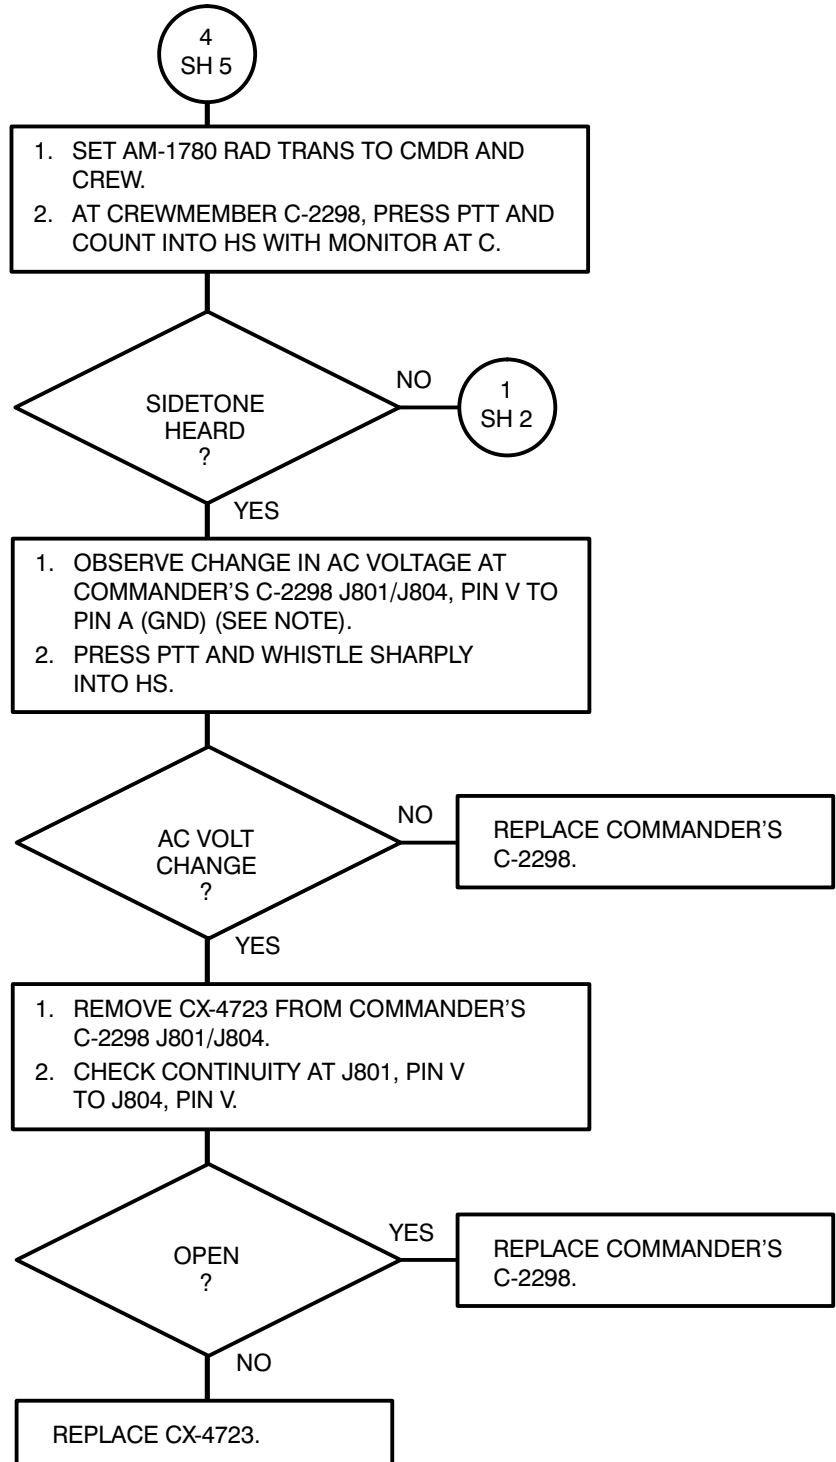 4
SH 5
1. SET AM-1780 RAD TRANS TO CMDR AND
CREW.
2. AT CREWMEMBER C-2298, PRESS PTT AND
COUNT INTO HS WITH MONITOR AT C.
SIDETONE
HEARD
?
NO
1
SH 2
YES
1. OBSERVE CHANGE IN AC VOLTAGE AT
COMMANDER'S C-2298 J801/J804, PIN V TO
PIN A (GND) (SEE NOTE).
2. PRESS PTT AND WHISTLE SHARPLY
INTO HS.
AC VOLT
CHANGE
?
NO
REPLACE COMMANDER'S
C-2298.
YES
1. REMOVE CX-4723 FROM COMMANDER'S
C-2298 J801/J804.
2. CHECK CONTINUITY AT J801, PIN V
TO J804, PIN V.
OPEN
?
YES
REPLACE COMMANDER'S
C-2298.
NO
REPLACE CX-4723.